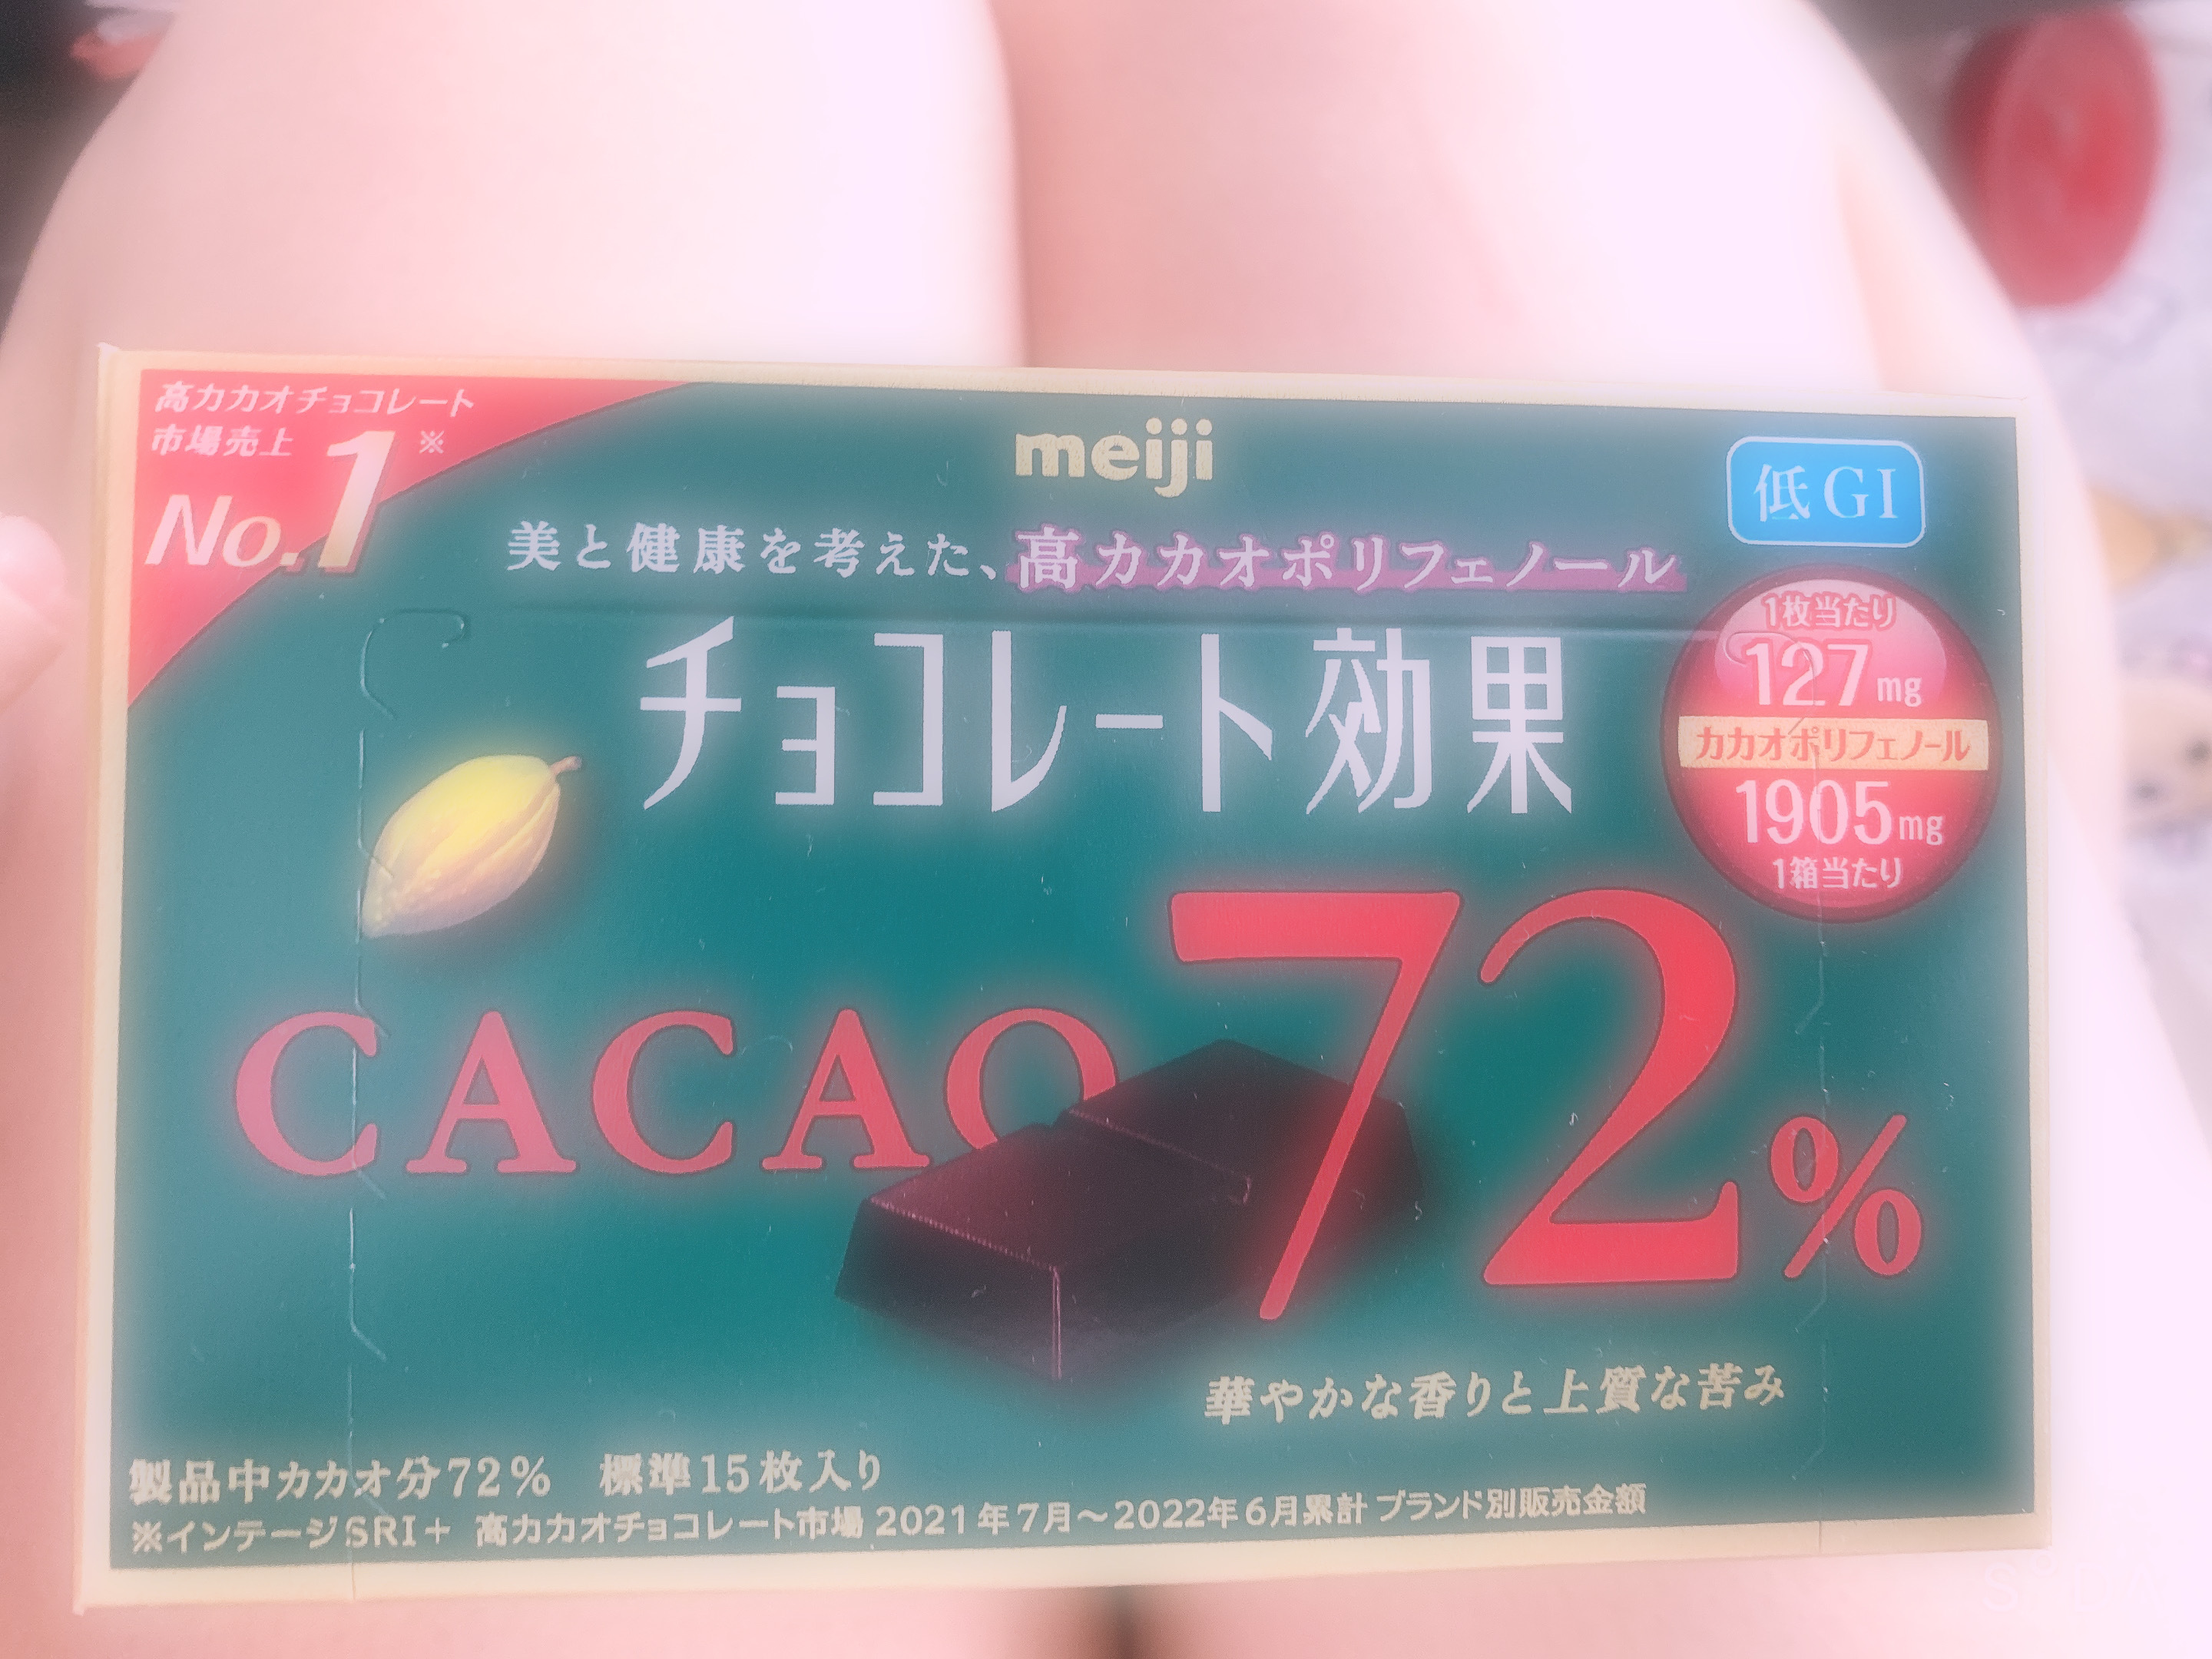 高カカオチョコレート
市場売上
No.1※
meiji
低GI
美と健康を考えた、高カカオポリフェノール
チョコレート効果
1枚当たり
127mg
カカオポリフェノール
1905mg
1箱当たり
CACAO72%
華やかな香りと上質な苦み
製品中カカオ分72% 標準15枚入り
※インテージSRI+ 高カカオチョコレート市場 2021年7月～2022年6月累計 ブランド別販売金額